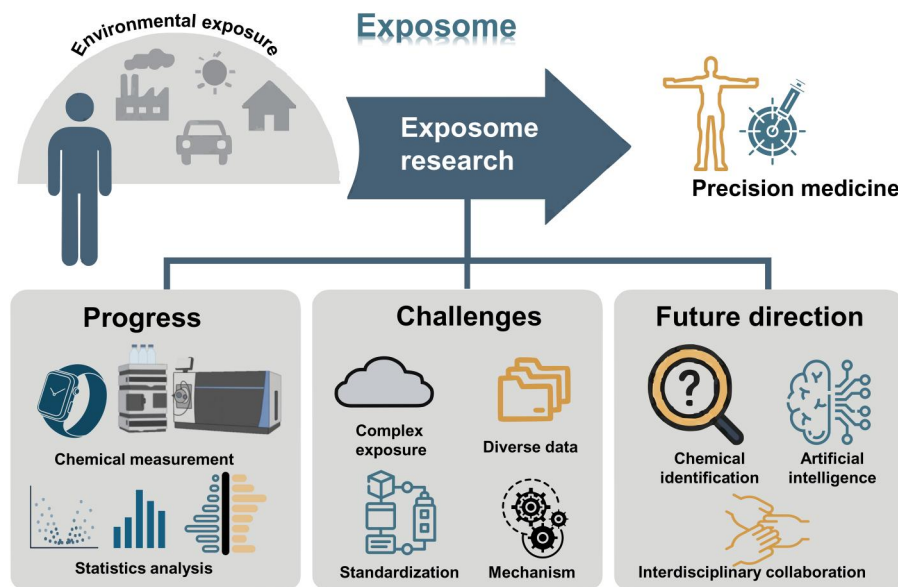 Exposome
Environmental exposure
Exposome
research
Precision medicine
Progress
Chemical measurement
Statistics analysis
Challenges
Complex
exposure
Diverse data
Standardization
Mechanism
Future direction
?
Chemical
identification
Artificial
intelligence
Interdisciplinary collaboration